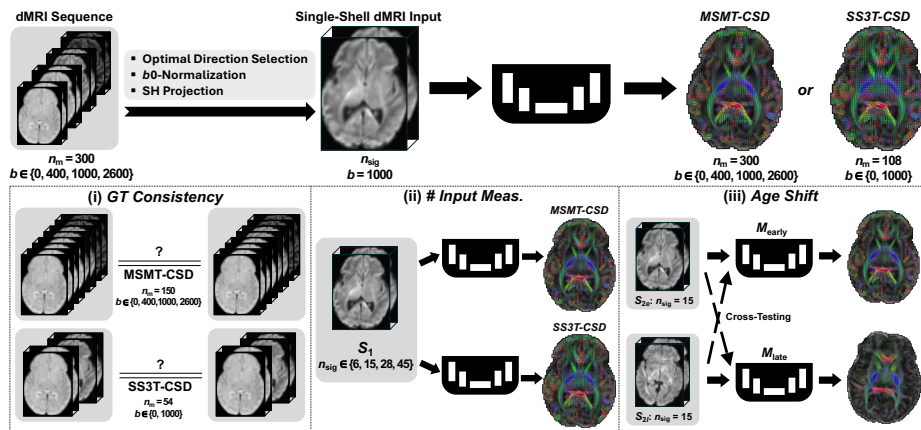 dMRI Sequence
Single-Shell dMRI Input
MSMT-CSD
SS3T-CSD
▪ Optimal Direction Selection
▪ b0-Normalization
▪ SH Projection
or
n_m = 300
b ∈ {0, 400, 1000, 2600}
n_sig
b = 1000
n_m = 300
b ∈ {0, 400, 1000, 2600}
n_m = 108
b ∈ {0, 1000}
(i) GT Consistency
?
MSMT-CSD
n_m = 150
b ∈ {0, 400,1000, 2600}
?
SS3T-CSD
n_m = 54
b ∈ {0, 1000}
(ii) # Input Meas.
MSMT-CSD
S_1
n_sig ∈ {6, 15, 28, 45}
SS3T-CSD
(iii) Age Shift
M_early
S_2e: n_sig = 15
Cross-Testing
M_late
S_2l: n_sig = 15